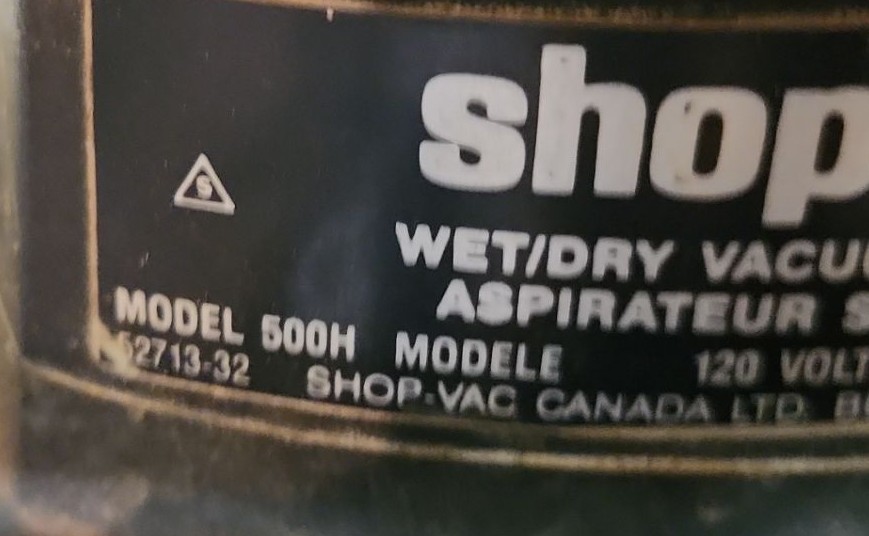 shop
S
WET/DRY VACU
ASPIRATEUR S
MODEL 500H MODELE 120 VOLT
52713-32 SHOP-VAC CANADA LTD.